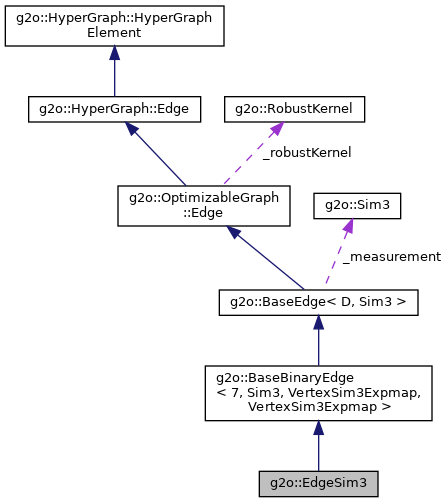 g2o::HyperGraph::HyperGraph
Element
g2o::HyperGraph::Edge
g2o::RobustKernel
_robustKernel
g2o::OptimizableGraph
::Edge
g2o::Sim3
_measurement
g2o::BaseEdge< D, Sim3 >
g2o::BaseBinaryEdge
< 7, Sim3, VertexSim3Expmap,
VertexSim3Expmap >
g2o::EdgeSim3